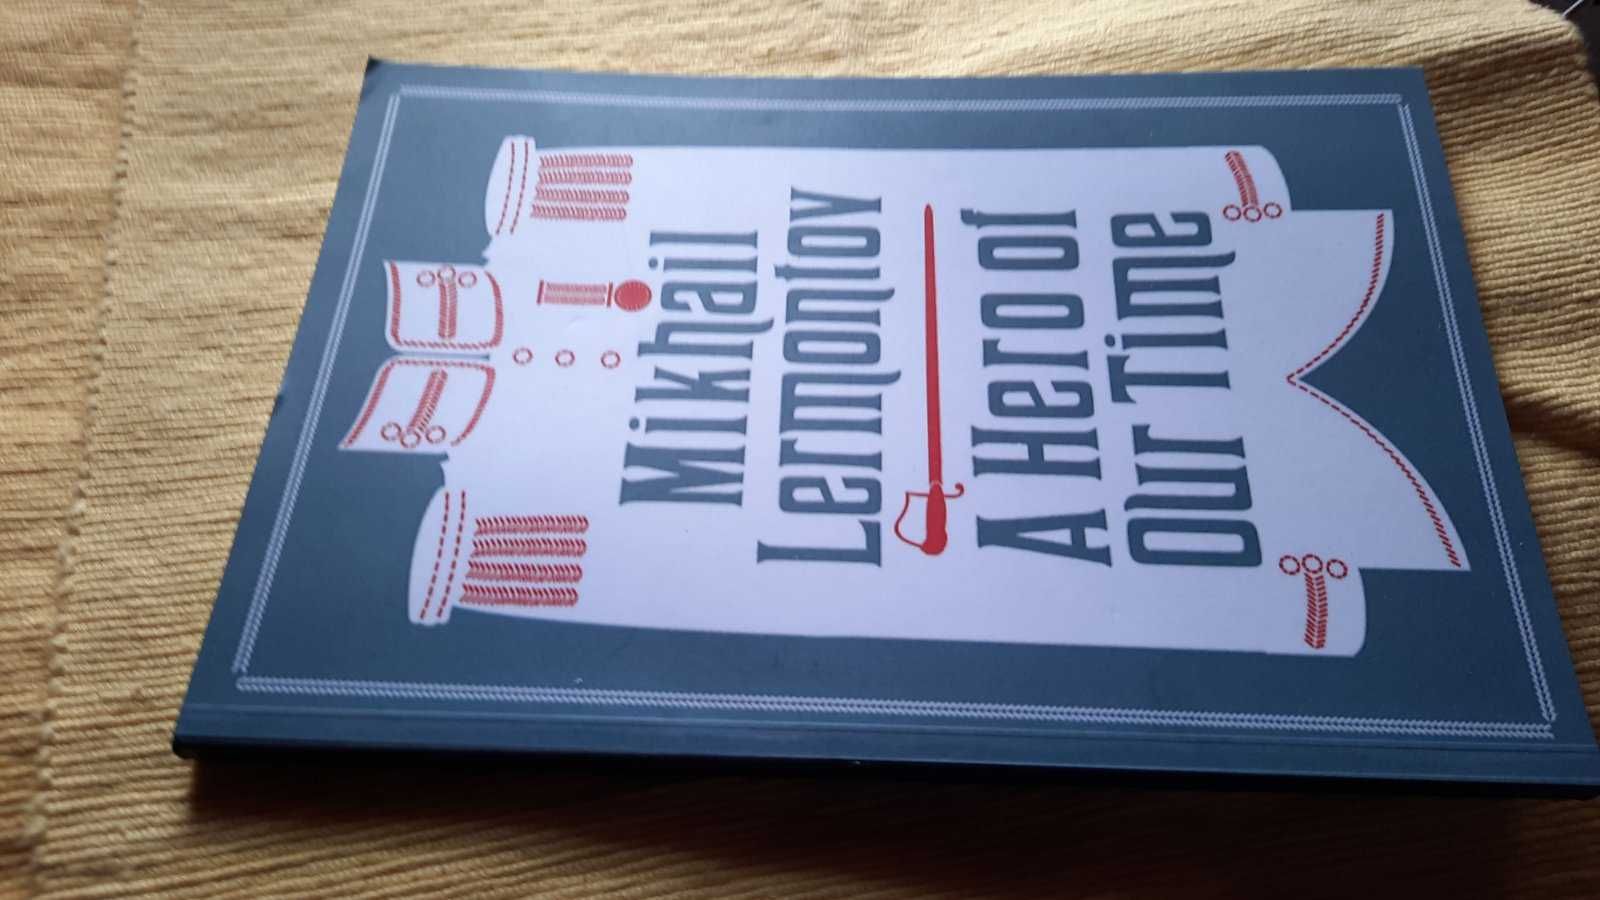 Mikhail
Lermontov
A Hero of
Our Time